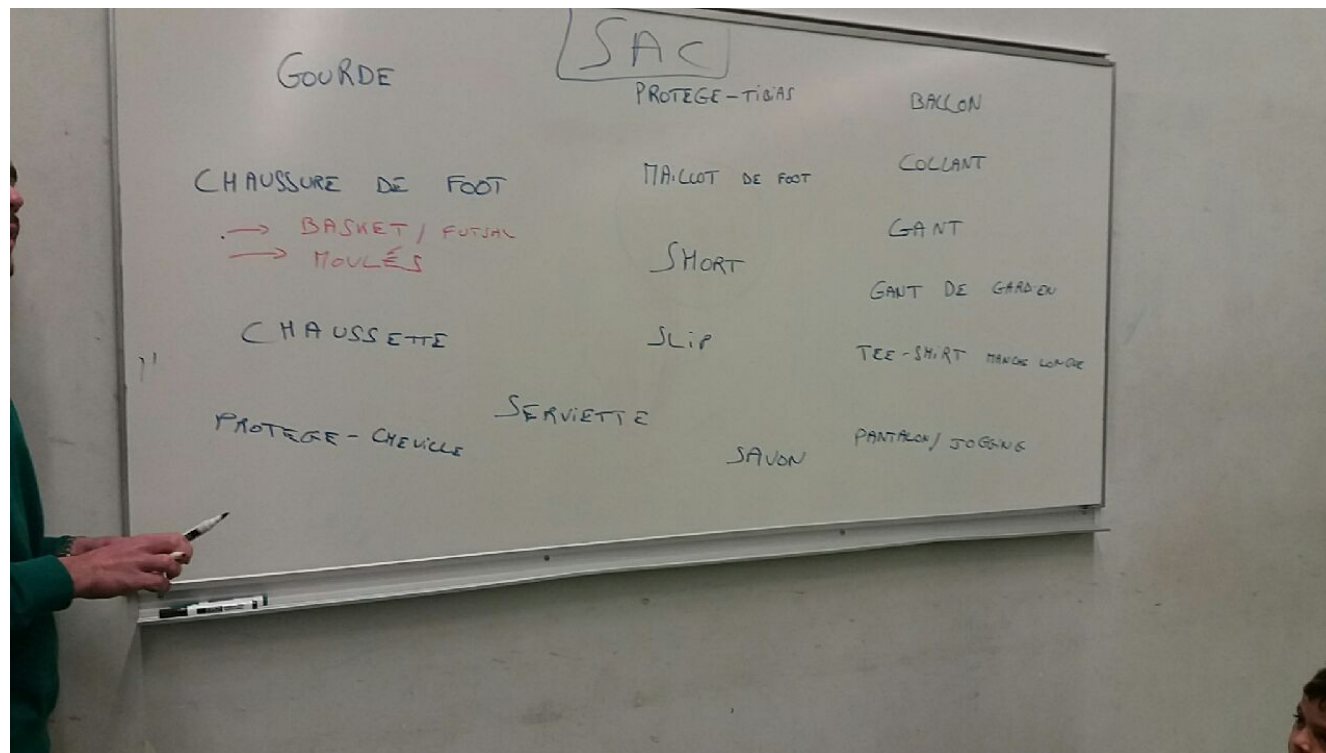 SAC
GOURDE
CHAUSSURE DE FOOT
→ BASKET / FUTSAL
→ MOULÉS
CHAUSSETTE
PROTEGE-CHEVILLE
SERVIETTE
PROTEGE-TIBIAS
MAILLOT DE FOOT
SHORT
SLIP
SAVON
BALLON
COLLANT
GANT
GANT DE GARDIEN
TEE-SHIRT MANCHE LONGUE
PANTALON / JOGGING